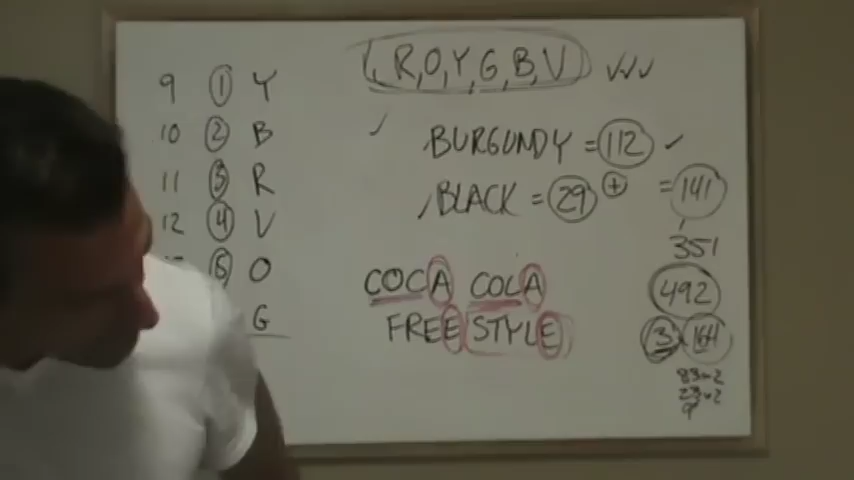 , R, O, Y, G, B, V
9 1 Y
10 2 B
11 3 R
12 4 V
5 O
G
BURGUNDY = 112
BLACK = 29 + = 141
351
COCA COLA
492
FREE STYLE
3 164